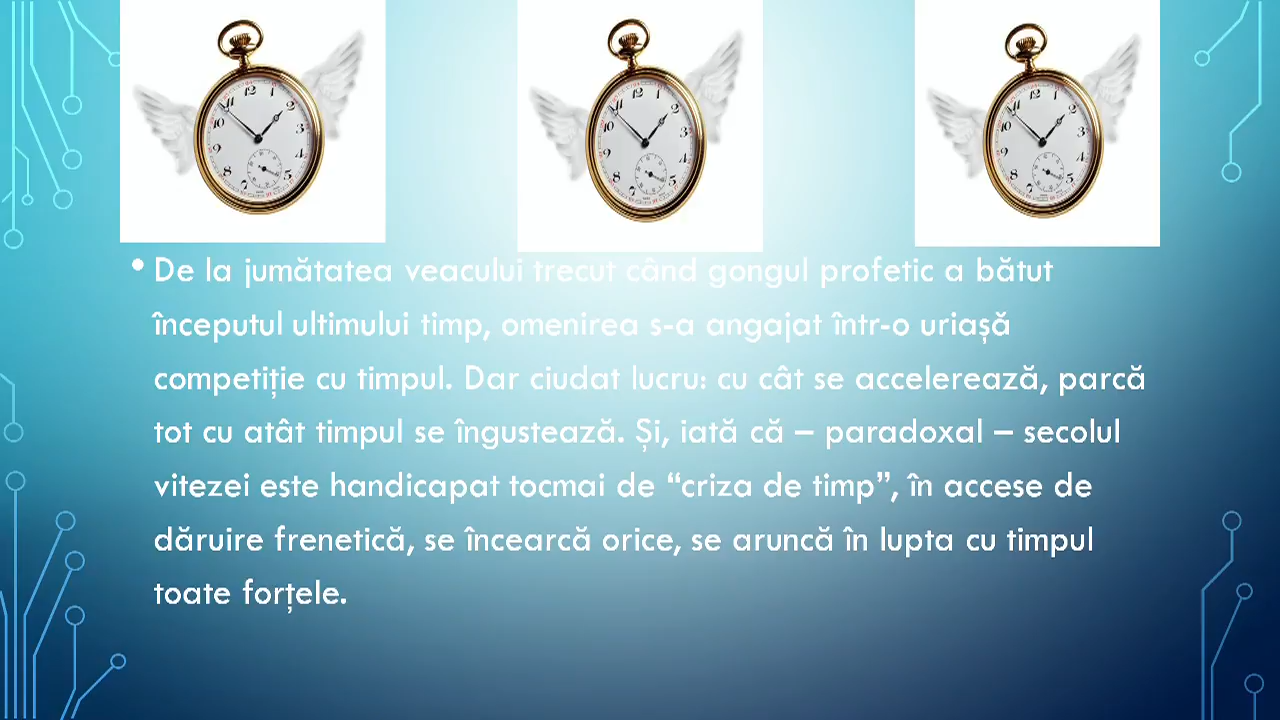 • De la jumătatea veacului trecut când gongul profetic a bătut
începutul ultimului timp, omenirea s-a angajat într-o uriașă
competiție cu timpul. Dar ciudat lucru: cu cât se accelerează, parcă
tot cu atât timpul se îngustează. Și, iată că – paradoxal – secolul
vitezei este handicapat tocmai de “criza de timp”, în accese de
dăruire frenetică, se încearcă orice, se aruncă în lupta cu timpul
toate forțele.